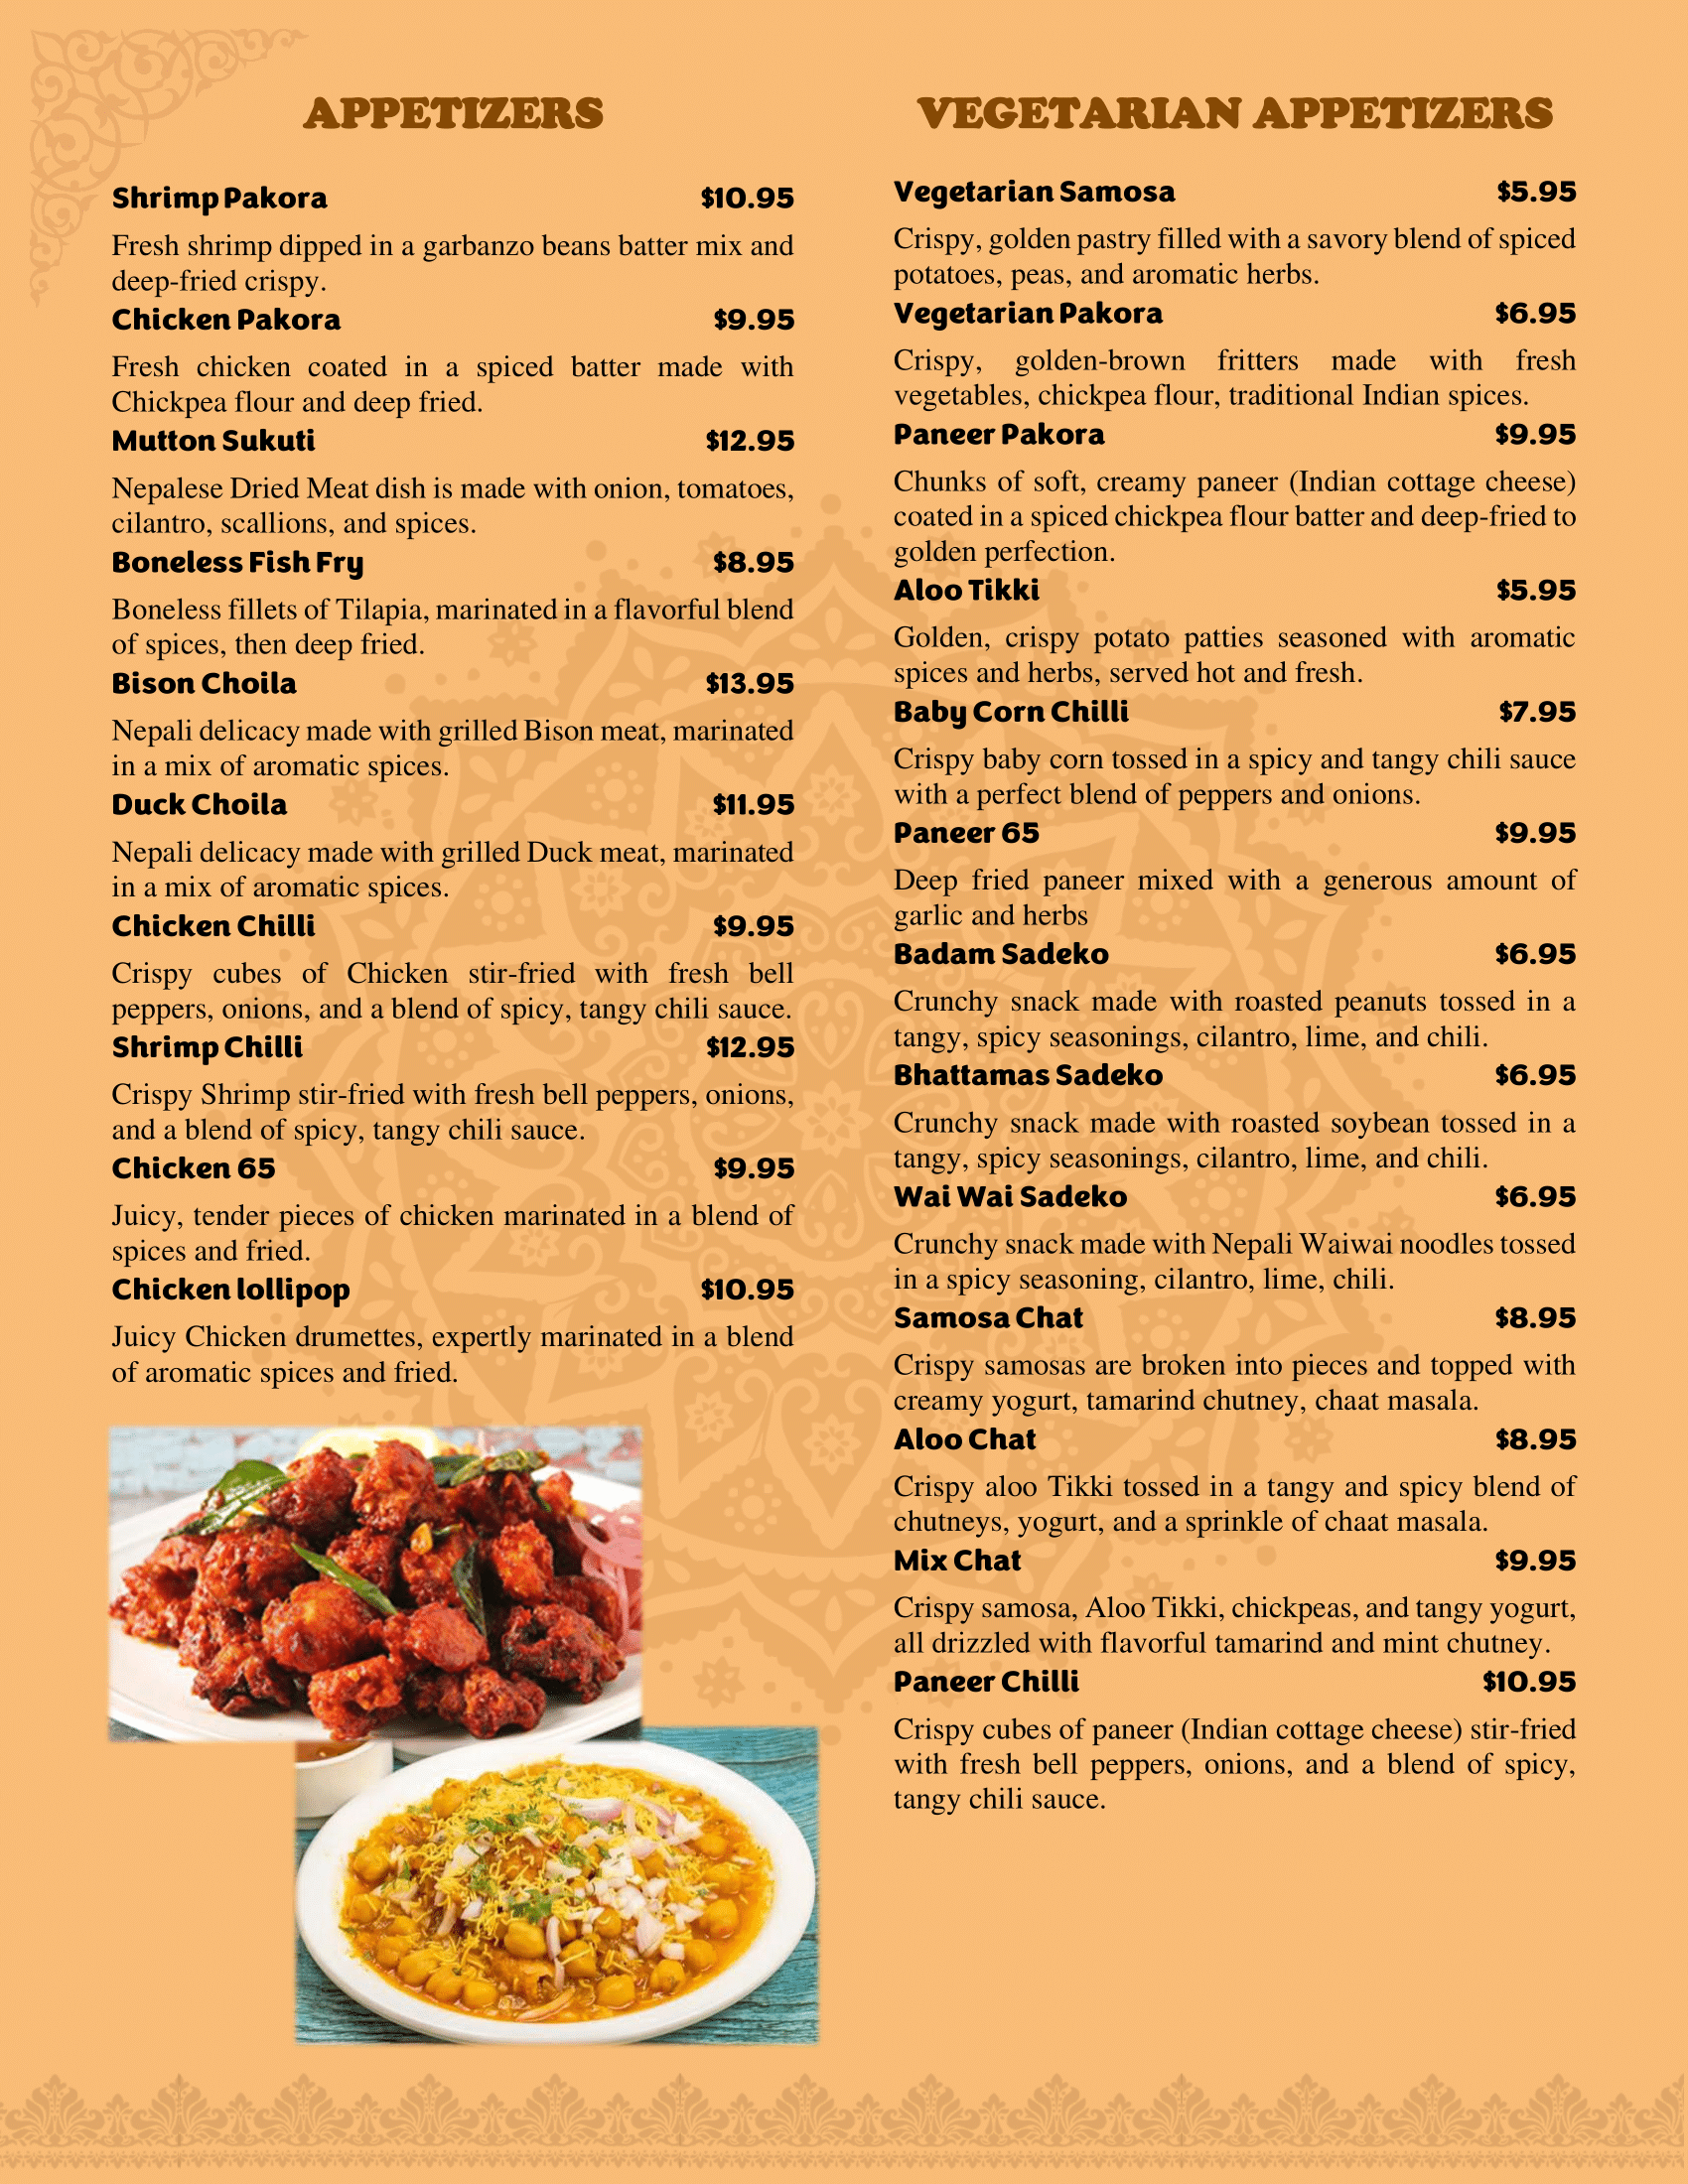 APPETIZERS
Shrimp Pakora $10.95
Fresh shrimp dipped in a garbanzo beans batter mix and
deep-fried crispy.
Chicken Pakora $9.95
Fresh chicken coated in a spiced batter made with
Chickpea flour and deep fried.
Mutton Sukuti $12.95
Nepalese Dried Meat dish is made with onion, tomatoes,
cilantro, scallions, and spices.
Boneless Fish Fry $8.95
Boneless fillets of Tilapia, marinated in a flavorful blend
of spices, then deep fried.
Bison Choila $13.95
Nepali delicacy made with grilled Bison meat, marinated
in a mix of aromatic spices.
Duck Choila $11.95
Nepali delicacy made with grilled Duck meat, marinated
in a mix of aromatic spices.
Chicken Chilli $9.95
Crispy cubes of Chicken stir-fried with fresh bell
peppers, onions, and a blend of spicy, tangy chili sauce.
Shrimp Chilli $12.95
Crispy Shrimp stir-fried with fresh bell peppers, onions,
and a blend of spicy, tangy chili sauce.
Chicken 65 $9.95
Juicy, tender pieces of chicken marinated in a blend of
spices and fried.
Chicken lollipop $10.95
Juicy Chicken drumettes, expertly marinated in a blend
of aromatic spices and fried.
VEGETARIAN APPETIZERS
Vegetarian Samosa $5.95
Crispy, golden pastry filled with a savory blend of spiced
potatoes, peas, and aromatic herbs.
Vegetarian Pakora $6.95
Crispy, golden-brown fritters made with fresh
vegetables, chickpea flour, traditional Indian spices.
Paneer Pakora $9.95
Chunks of soft, creamy paneer (Indian cottage cheese)
coated in a spiced chickpea flour batter and deep-fried to
golden perfection.
Aloo Tikki $5.95
Golden, crispy potato patties seasoned with aromatic
spices and herbs, served hot and fresh.
Baby Corn Chilli $7.95
Crispy baby corn tossed in a spicy and tangy chili sauce
with a perfect blend of peppers and onions.
Paneer 65 $9.95
Deep fried paneer mixed with a generous amount of
garlic and herbs
Badam Sadeko $6.95
Crunchy snack made with roasted peanuts tossed in a
tangy, spicy seasonings, cilantro, lime, and chili.
Bhattamas Sadeko $6.95
Crunchy snack made with roasted soybean tossed in a
tangy, spicy seasonings, cilantro, lime, and chili.
Wai Wai Sadeko $6.95
Crunchy snack made with Nepali Waiwai noodles tossed
in a spicy seasoning, cilantro, lime, chili.
Samosa Chat $8.95
Crispy samosas are broken into pieces and topped with
creamy yogurt, tamarind chutney, chaat masala.
Aloo Chat $8.95
Crispy aloo Tikki tossed in a tangy and spicy blend of
chutneys, yogurt, and a sprinkle of chaat masala.
Mix Chat $9.95
Crispy samosa, Aloo Tikki, chickpeas, and tangy yogurt,
all drizzled with flavorful tamarind and mint chutney.
Paneer Chilli $10.95
Crispy cubes of paneer (Indian cottage cheese) stir-fried
with fresh bell peppers, onions, and a blend of spicy,
tangy chili sauce.